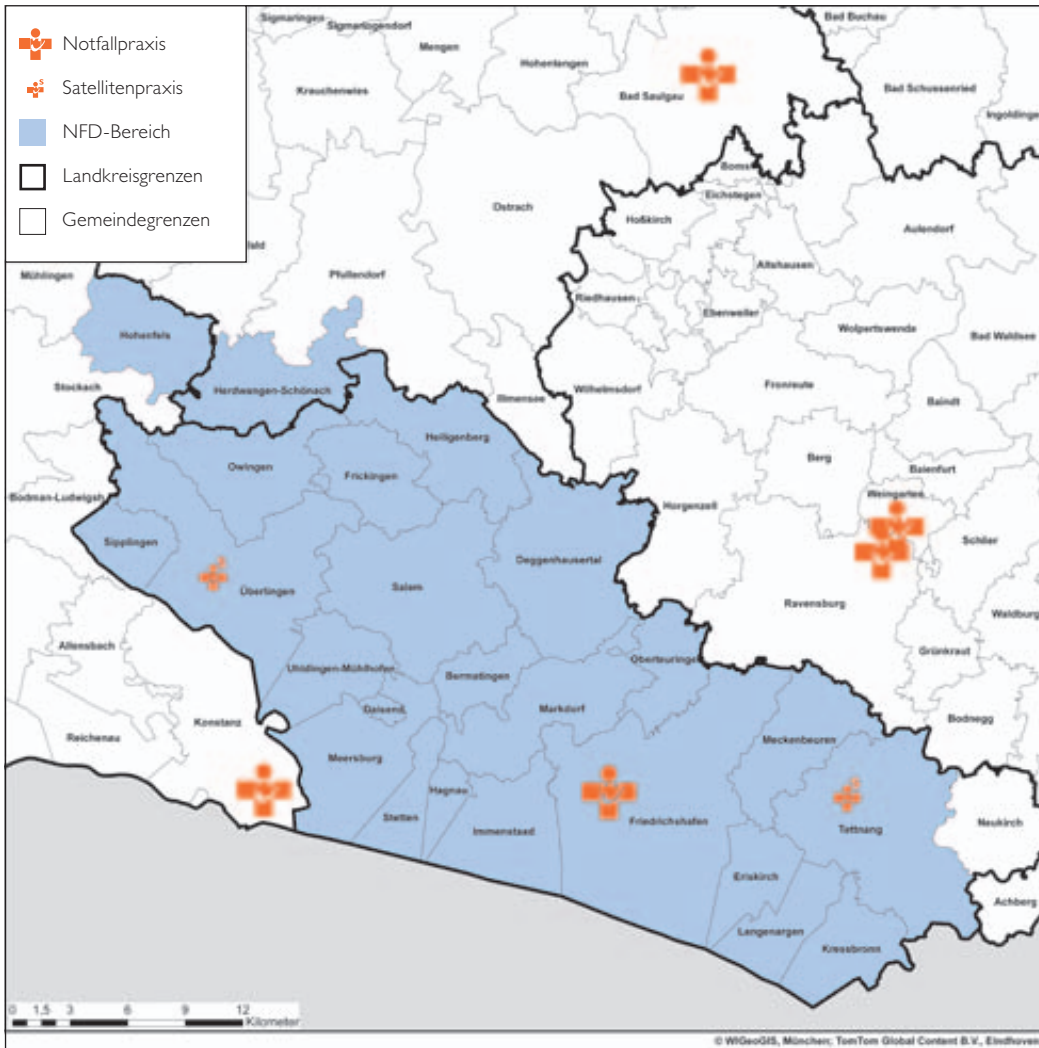 Notfallpraxis
Satellitenpraxis
NFD-Bereich
Landkreisgrenzen
Gemeindegrenzen
Sigmaringen
Sigmaringendorf
Mengen
Krauchenwies
Hohentengen
Bad Saulgau
Bad Buchau
Bad Schussenried
Ingoldingen
Boms
Eichstegen
Ostrach
Hoßkirch
Aulendorf
Altshausen
Mühlingen
Pfullendorf
Riedhausen
Ebenweiler
Wolpertswende
Bad Waldsee
Hohenfels
Stockach
Herdwangen-Schönach
Illmensee
Wilhelmsdorf
Fronreute
Baindt
Heiligenberg
Owingen
Frickingen
Berg
Baienfurt
Weingarten
Bodman-Ludwigsh
Horgenzell
Sipplingen
Deggenhausertal
Schlier
S
Überlingen
Salem
Ravensburg
Waldburg
Allensbach
Uhldingen-Mühlhofen
Bermatingen
Oberteuringen
Grünkraut
Konstanz
Daisend.
Markdorf
Bodnegg
Reichenau
Meersburg
Meckenbeuren
Hagnau
S
Stetten
Immenstaad
Friedrichshafen
Tettnang
Neukirch
Eriskirch
Achberg
Langenargen
Kressbronn
0 1,5 3 6 9 12
Kilometer
© WIGeoGIS, München; TomTom Global Content B.V., Eindhoven